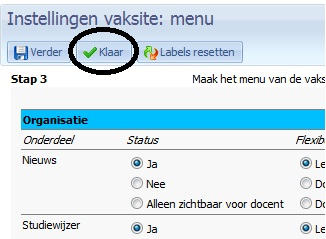 Instellingen vaksite: menu
Verder Klaar Labels resetten
Stap 3 Maak het menu van de vaks
Organisatie
Onderdeel Status Flexib
Nieuws Ja Le
Nee Do
Alleen zichtbaar voor docent Do
Studiewijzer Ja Le